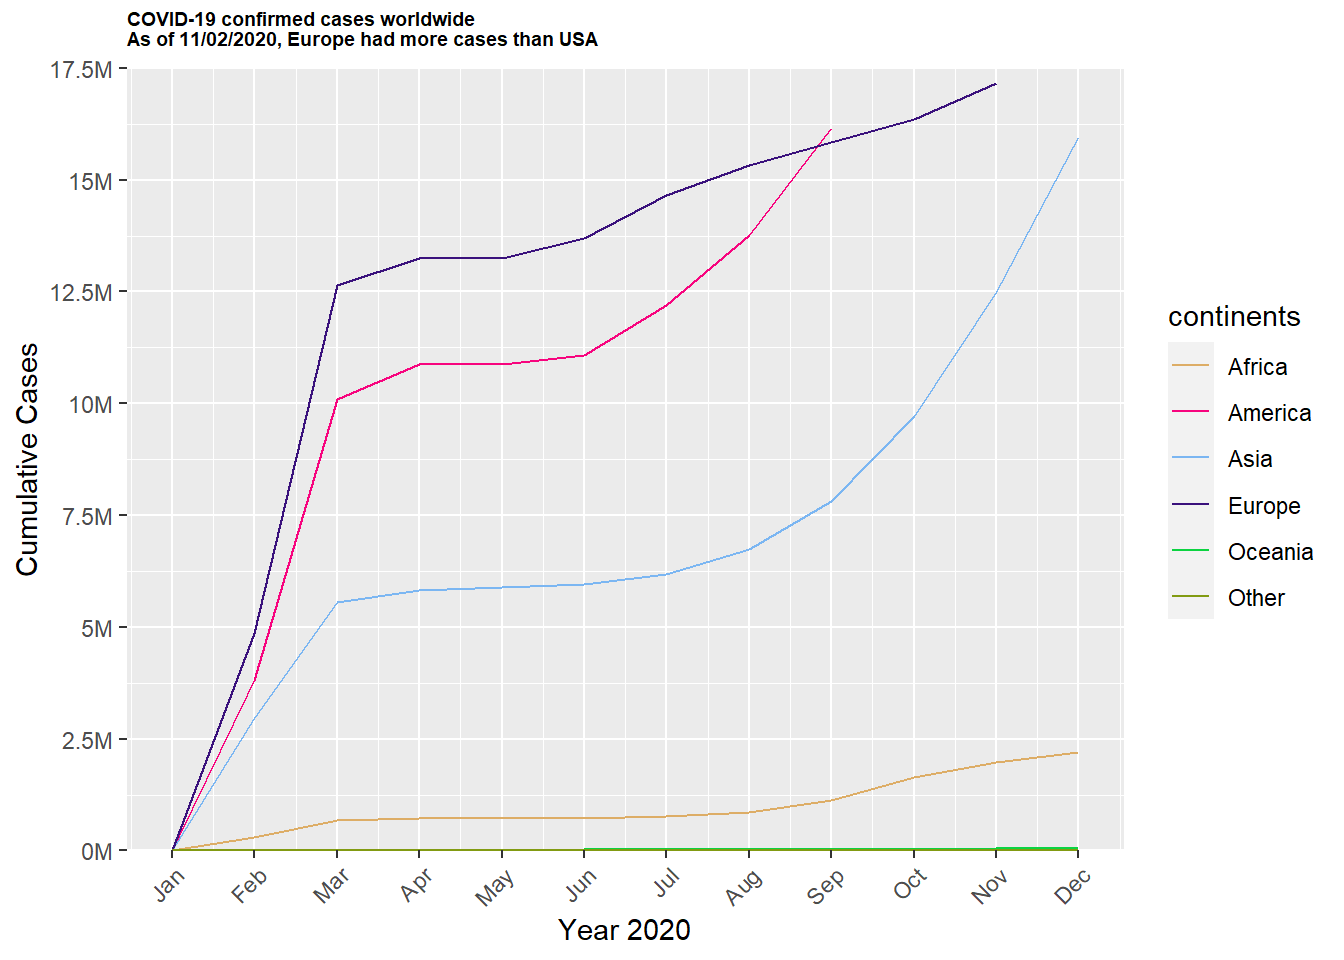 COVID-19 confirmed cases worldwide
As of 11/02/2020, Europe had more cases than USA
17.5M
15M
12.5M
10M
7.5M
5M
2.5M
0M
Cumulative Cases
Jan
Feb
Mar
Apr
May
Jun
Jul
Aug
Sep
Oct
Nov
Dec
Year 2020
continents
Africa
America
Asia
Europe
Oceania
Other